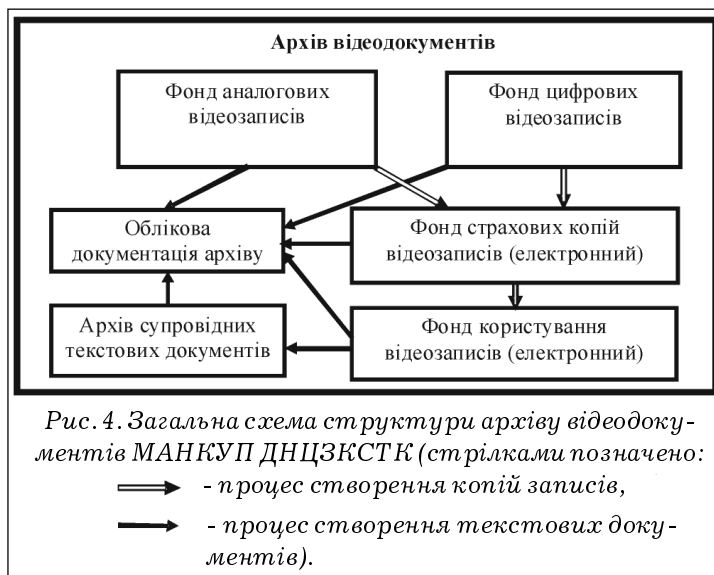 Архів відеодокументів
Фонд аналогових
відеозаписів
Фонд цифрових
відеозаписів
Облікова
документація архіву
Фонд страхових копій
відеозаписів (електронний)
Архів супровідних
текстових документів
Фонд користування
відеозаписів (електронний)
Рис. 4. Загальна схема структури архіву відеодоку-
ментів МАНКУП ДНЦЗКСТК (стрілками позначено:
- процес створення копій записів,
- процес створення текстових доку-
ментів).